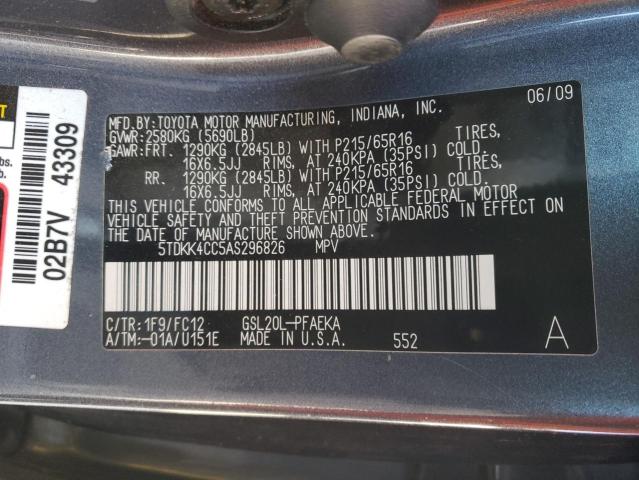 06/09
MFD.BY:TOYOTA MOTOR MANUFACTURING, INDIANA, INC.
GVWR:2580KG (5690LB)
GAWR:FRT. 1290KG (2845LB) WITH P215/65R16 TIRES,
16X6.5JJ RIMS, AT 240KPA (35PSI) COLD.
RR. 1290KG (2845LB) WITH P215/65R16 TIRES,
16X6.5JJ RIMS, AT 240KPA (35PSI) COLD.
THIS VEHICLE CONFORMS TO ALL APPLICABLE FEDERAL MOTOR
VEHICLE SAFETY AND THEFT PREVENTION STANDARDS IN EFFECT ON
THE DATE OF MANUFACTURE SHOWN ABOVE.
5TDKK4CC5AS296826 MPV
C/TR:1F9/FC12 GSL20L-PFAEKA
A/TM:-01A/U151E MADE IN U.S.A. 552 A
02B7V 43309
T
lbs.
b.